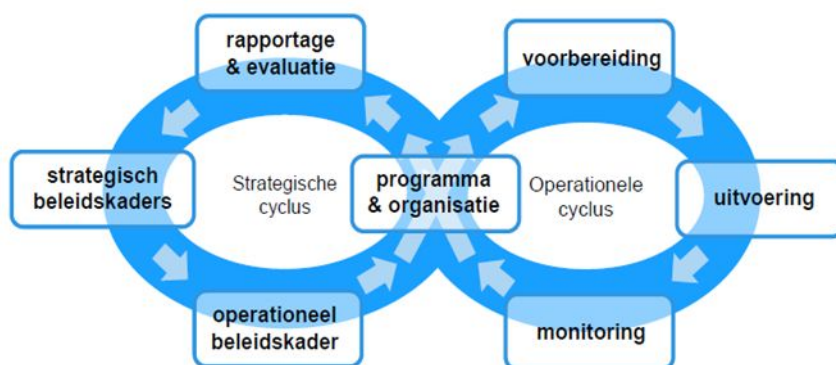 rapportage
& evaluatie
voorbereiding
strategisch
beleidskaders
Strategische
cyclus
programma
& organisatie
Operationele
cyclus
uitvoering
operationeel
beleidskader
monitoring